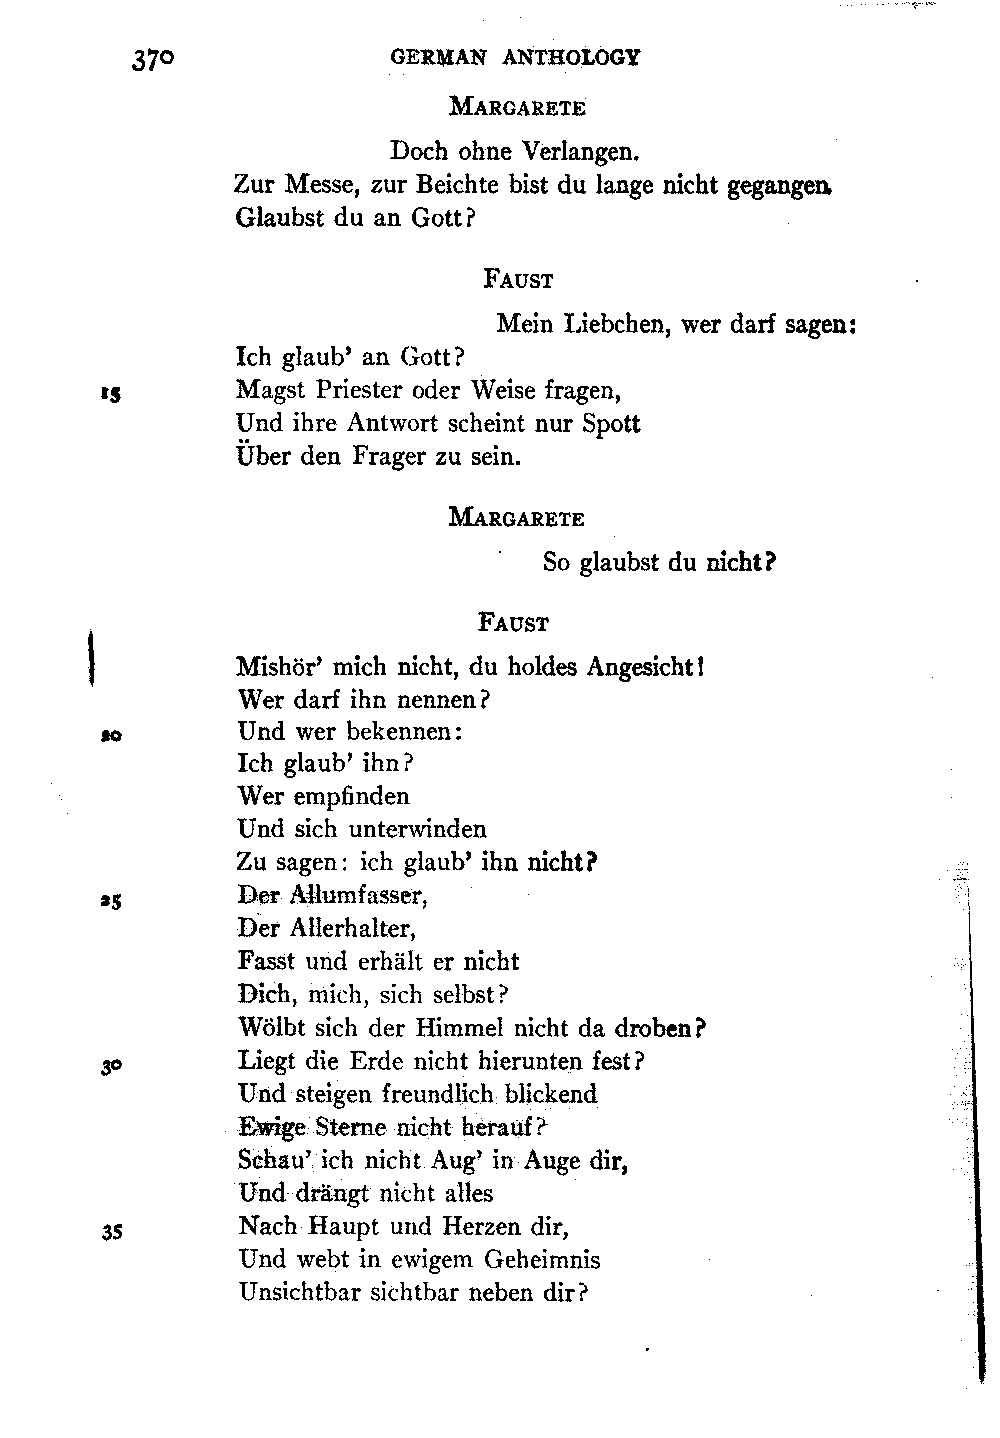 370 GERMAN ANTHOLOGY
MARGARETE
Doch ohne Verlangen.
Zur Messe, zur Beichte bist du lange nicht gegangen.
Glaubst du an Gott?
FAUST
Mein Liebchen, wer darf sagen:
Ich glaub' an Gott?
15 Magst Priester oder Weise fragen,
Und ihre Antwort scheint nur Spott
Über den Frager zu sein.
MARGARETE
So glaubst du nicht?
FAUST
Mishör' mich nicht, du holdes Angesicht!
Wer darf ihn nennen?
20 Und wer bekennen:
Ich glaub' ihn?
Wer empfinden
Und sich unterwinden
Zu sagen: ich glaub' ihn nicht?
25 Der Allumfasser,
Der Allerhalter,
Fasst und erhält er nicht
Dich, mich, sich selbst?
Wölbt sich der Himmel nicht da droben?
30 Liegt die Erde nicht hierunten fest?
Und steigen freundlich blickend
Ewige Sterne nicht herauf?
Schau' ich nicht Aug' in Auge dir,
Und drängt nicht alles
35 Nach Haupt und Herzen dir,
Und webt in ewigem Geheimnis
Unsichtbar sichtbar neben dir?